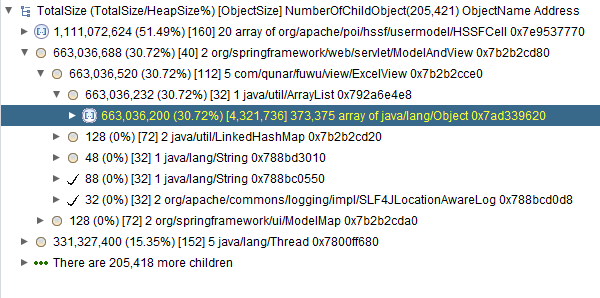 TotalSize (TotalSize/HeapSize%) [ObjectSize] NumberOfChildObject(205,421) ObjectName Address
1,111,072,624 (51.49%) [160] 20 array of org/apache/poi/hssf/usermodel/HSSFCell 0x7e9537770
663,036,688 (30.72%) [40] 2 org/springframework/web/servlet/ModelAndView 0x7b2b2cd80
663,036,520 (30.72%) [112] 5 com/qunar/fuwu/view/ExcelView 0x7b2b2cce0
663,036,232 (30.72%) [32] 1 java/util/ArrayList 0x792a6e4e8
663,036,200 (30.72%) [4,321,736] 373,375 array of java/lang/Object 0x7ad339620
128 (0%) [72] 2 java/util/LinkedHashMap 0x7b2b2cd20
48 (0%) [32] 1 java/lang/String 0x788bd3010
88 (0%) [32] 1 java/lang/String 0x788bc0550
32 (0%) [32] 2 org/apache/commons/logging/impl/SLF4JLocationAwareLog 0x788bcd0d8
128 (0%) [72] 2 org/springframework/ui/ModelMap 0x7b2b2cda0
331,327,400 (15.35%) [152] 5 java/lang/Thread 0x7800ff680
There are 205,418 more children